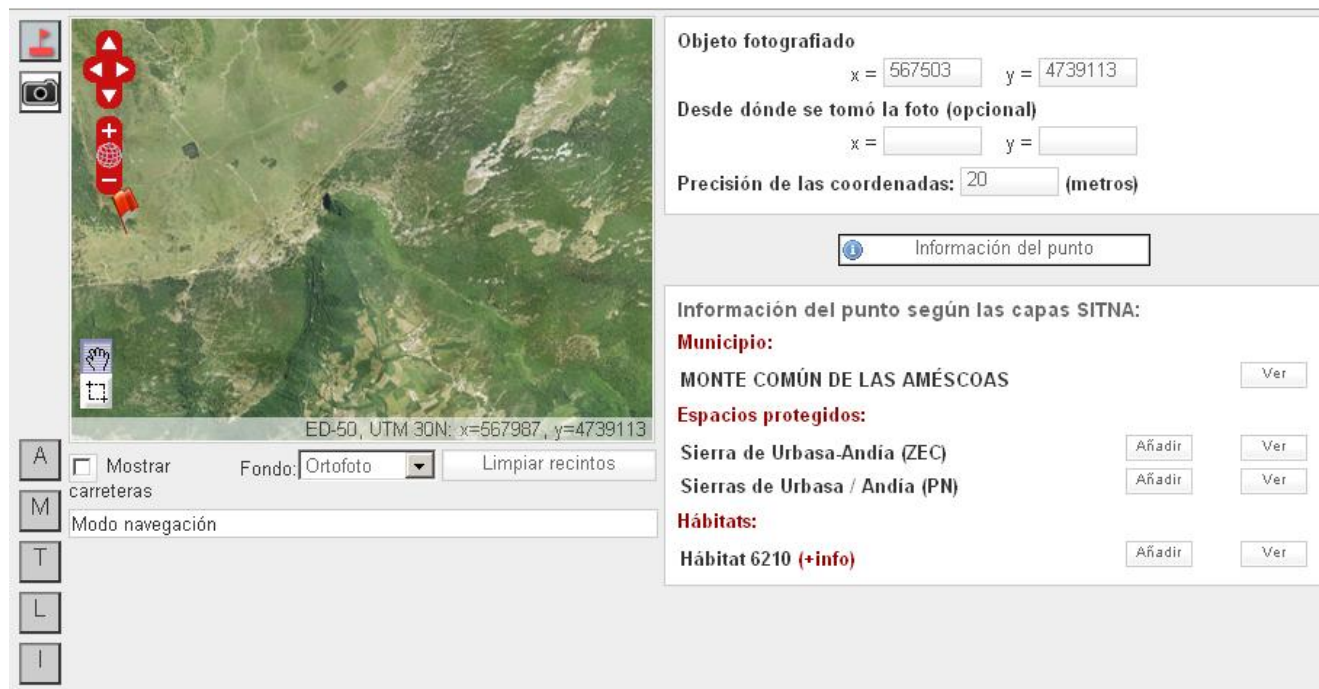 Objeto fotografiado
x = 567503 y = 4739113
Desde dónde se tomó la foto (opcional)
x = y =
Precisión de las coordenadas: 20 (metros)
Información del punto
Información del punto según las capas SITNA:
Municipio:
MONTE COMÚN DE LAS AMÉSCOAS Ver
Espacios protegidos:
Sierra de Urbasa-Andía (ZEC) Añadir Ver
Sierras de Urbasa / Andía (PN) Añadir Ver
Hábitats:
Hábitat 6210 (+info) Añadir Ver
ED-50, UTM 30N: x=567987, y=4739113
Mostrar carreteras
Fondo: Ortofoto Limpiar recintos
Modo navegación
A
M
T
L
I